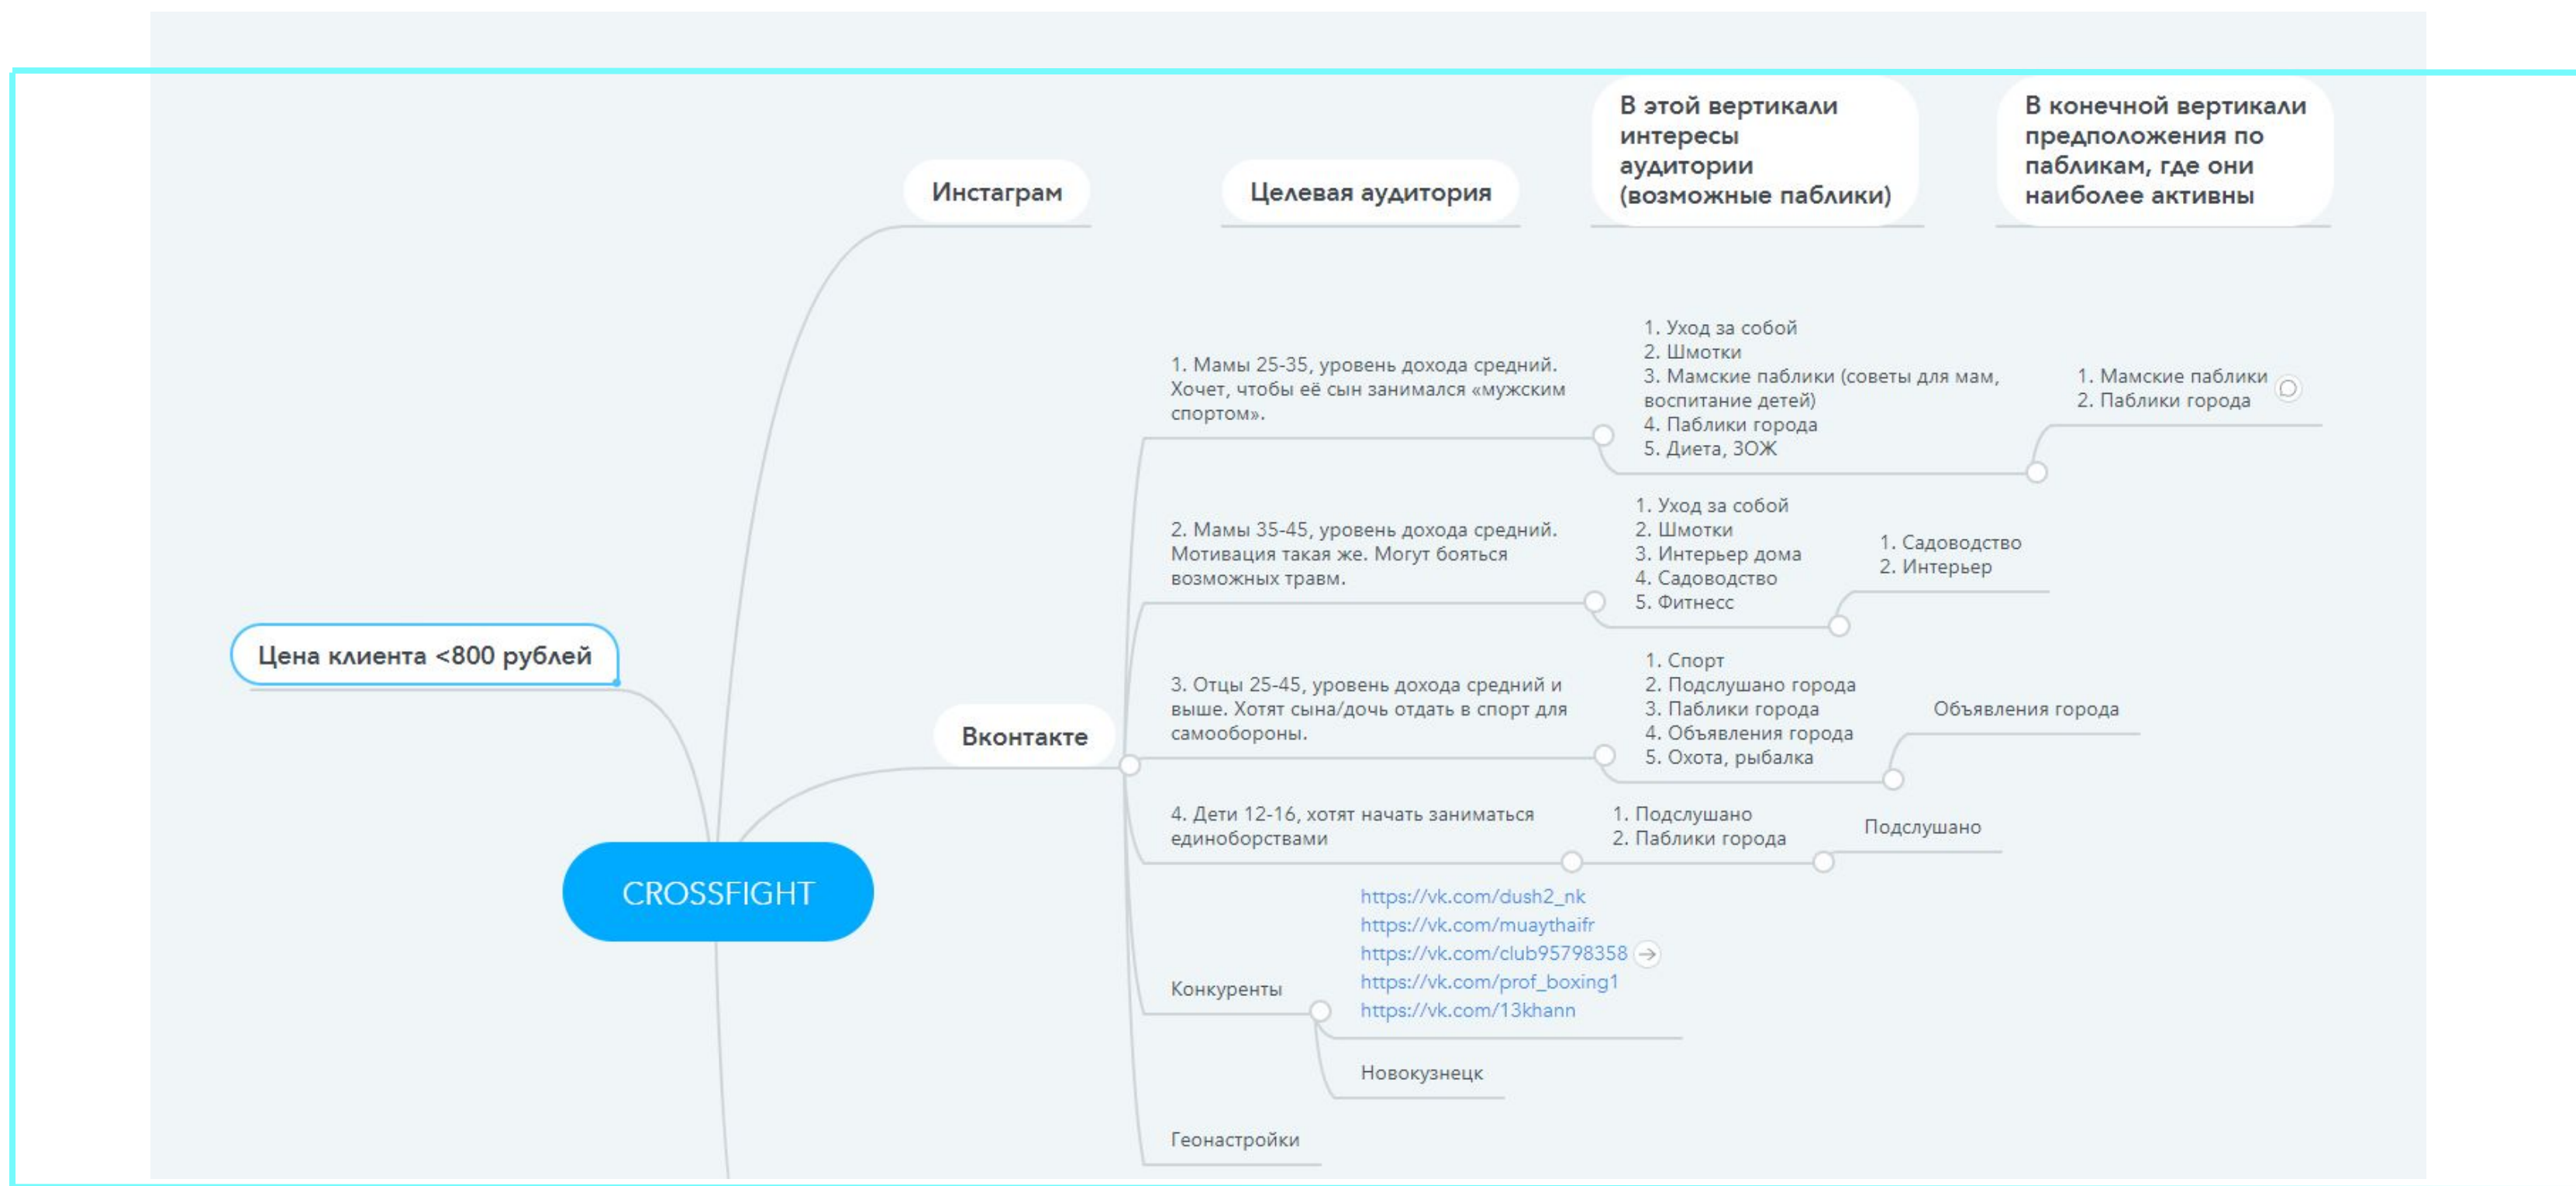 В этой вертикали
интересы
аудитории
(возможные паблики)
В конечной вертикали
предположения по
пабликам, где они
наиболее активны
Инстаграм
Целевая аудитория
1. Мамы 25-35, уровень дохода средний.
Хочет, чтобы её сын занимался «мужским
спортом».
1. Уход за собой
2. Шмотки
3. Мамские паблики (советы для мам,
воспитание детей)
4. Паблики города
5. Диета, ЗОЖ
1. Мамские паблики
2. Паблики города
2. Мамы 35-45, уровень дохода средний.
Мотивация такая же. Могут бояться
возможных травм.
1. Уход за собой
2. Шмотки
3. Интерьер дома
4. Садоводство
5. Фитнесс
1. Садоводство
2. Интерьер
Цена клиента <800 рублей
Вконтакте
3. Отцы 25-45, уровень дохода средний и
выше. Хотят сына/дочь отдать в спорт для
самообороны.
1. Спорт
2. Подслушано города
3. Паблики города
4. Объявления города
5. Охота, рыбалка
Объявления города
4. Дети 12-16, хотят начать заниматься
единоборствами
1. Подслушано
2. Паблики города
Подслушано
CROSSFIGHT
Конкуренты
https://vk.com/dush2_nk
https://vk.com/muaythaifr
https://vk.com/club95798358
https://vk.com/prof_boxing1
https://vk.com/13khann
Новокузнецк
Геонастройки